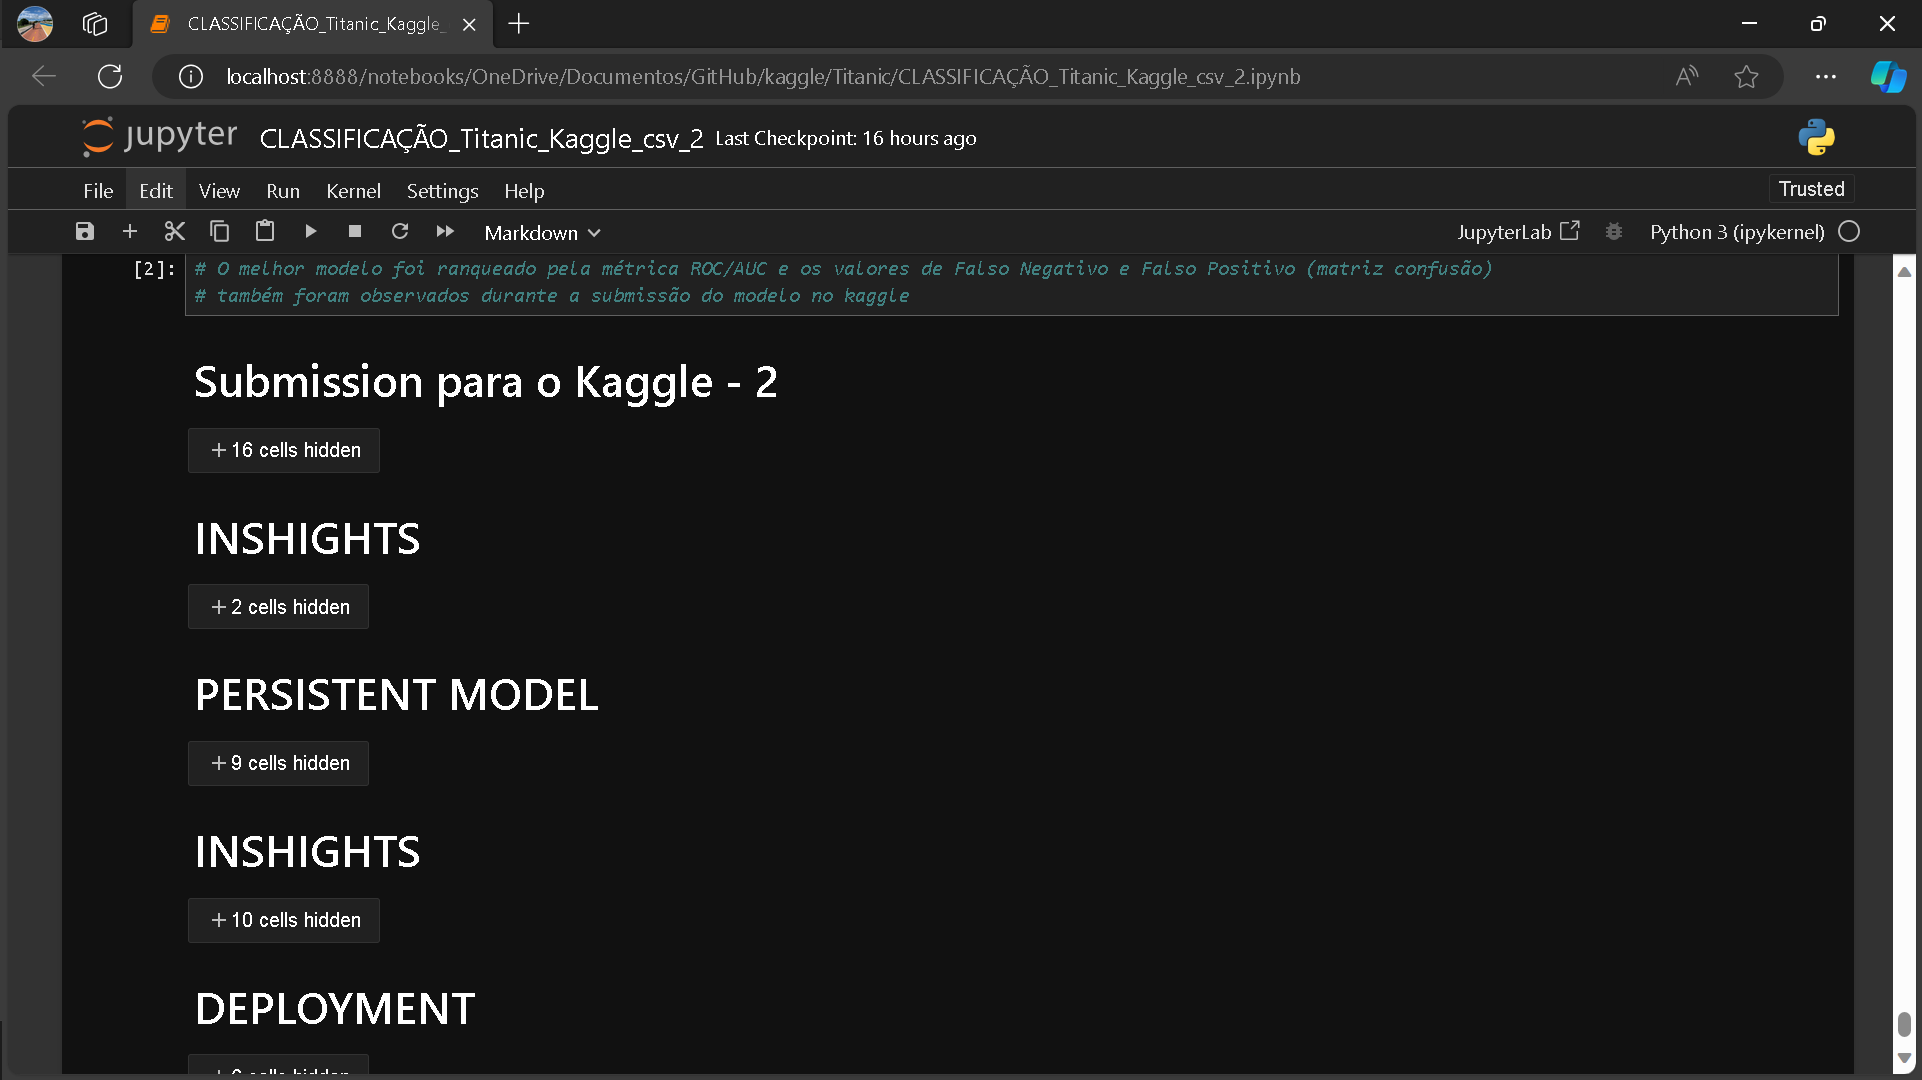 CLASSIFICAÇÃO_Titanic_Kaggle_
localhost:8888/notebooks/OneDrive/Documentos/GitHub/kaggle/Titanic/CLASSIFICAÇÃO_Titanic_Kaggle_csv_2.ipynb
jupyter CLASSIFICAÇÃO_Titanic_Kaggle_csv_2 Last Checkpoint: 16 hours ago
File Edit View Run Kernel Settings Help Trusted
Markdown JupyterLab Python 3 (ipykernel)
[2]: # O melhor modelo foi ranqueado pela métrica ROC/AUC e os valores de Falso Negativo e Falso Positivo (matriz confusão)
# também foram observados durante a submissão do modelo no kaggle
Submission para o Kaggle - 2
+ 16 cells hidden
INSHIGHTS
+ 2 cells hidden
PERSISTENT MODEL
+ 9 cells hidden
INSHIGHTS
+ 10 cells hidden
DEPLOYMENT
cells hidden